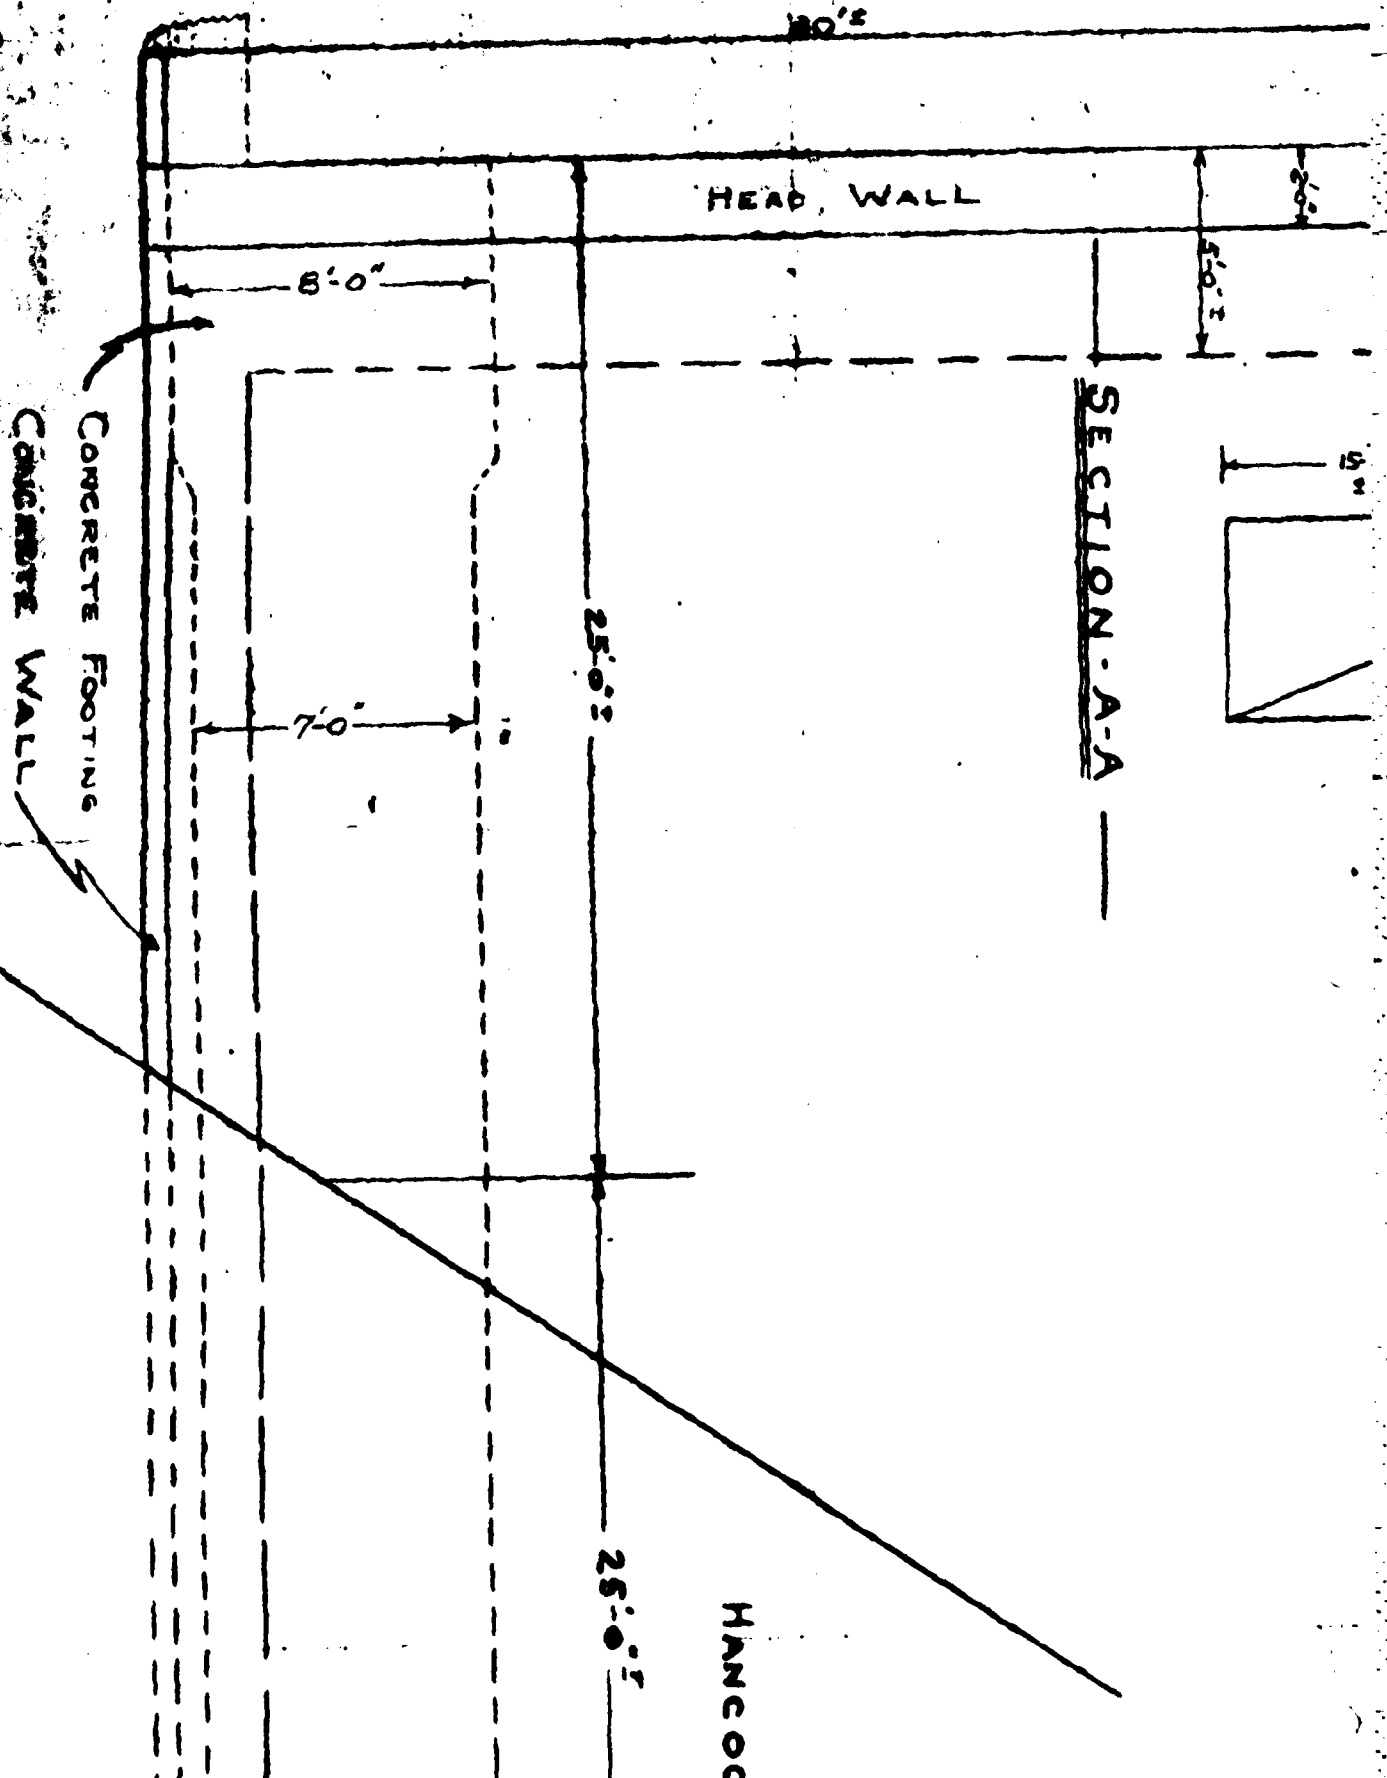 HEAD WALL
2'-0"
5'-0" ±
8'-0"
CONCRETE FOOTING
CONCRETE WALL
SECTION · A-A
15
25'-0" ±
7'-0"
25'-0" ±
HANCOC